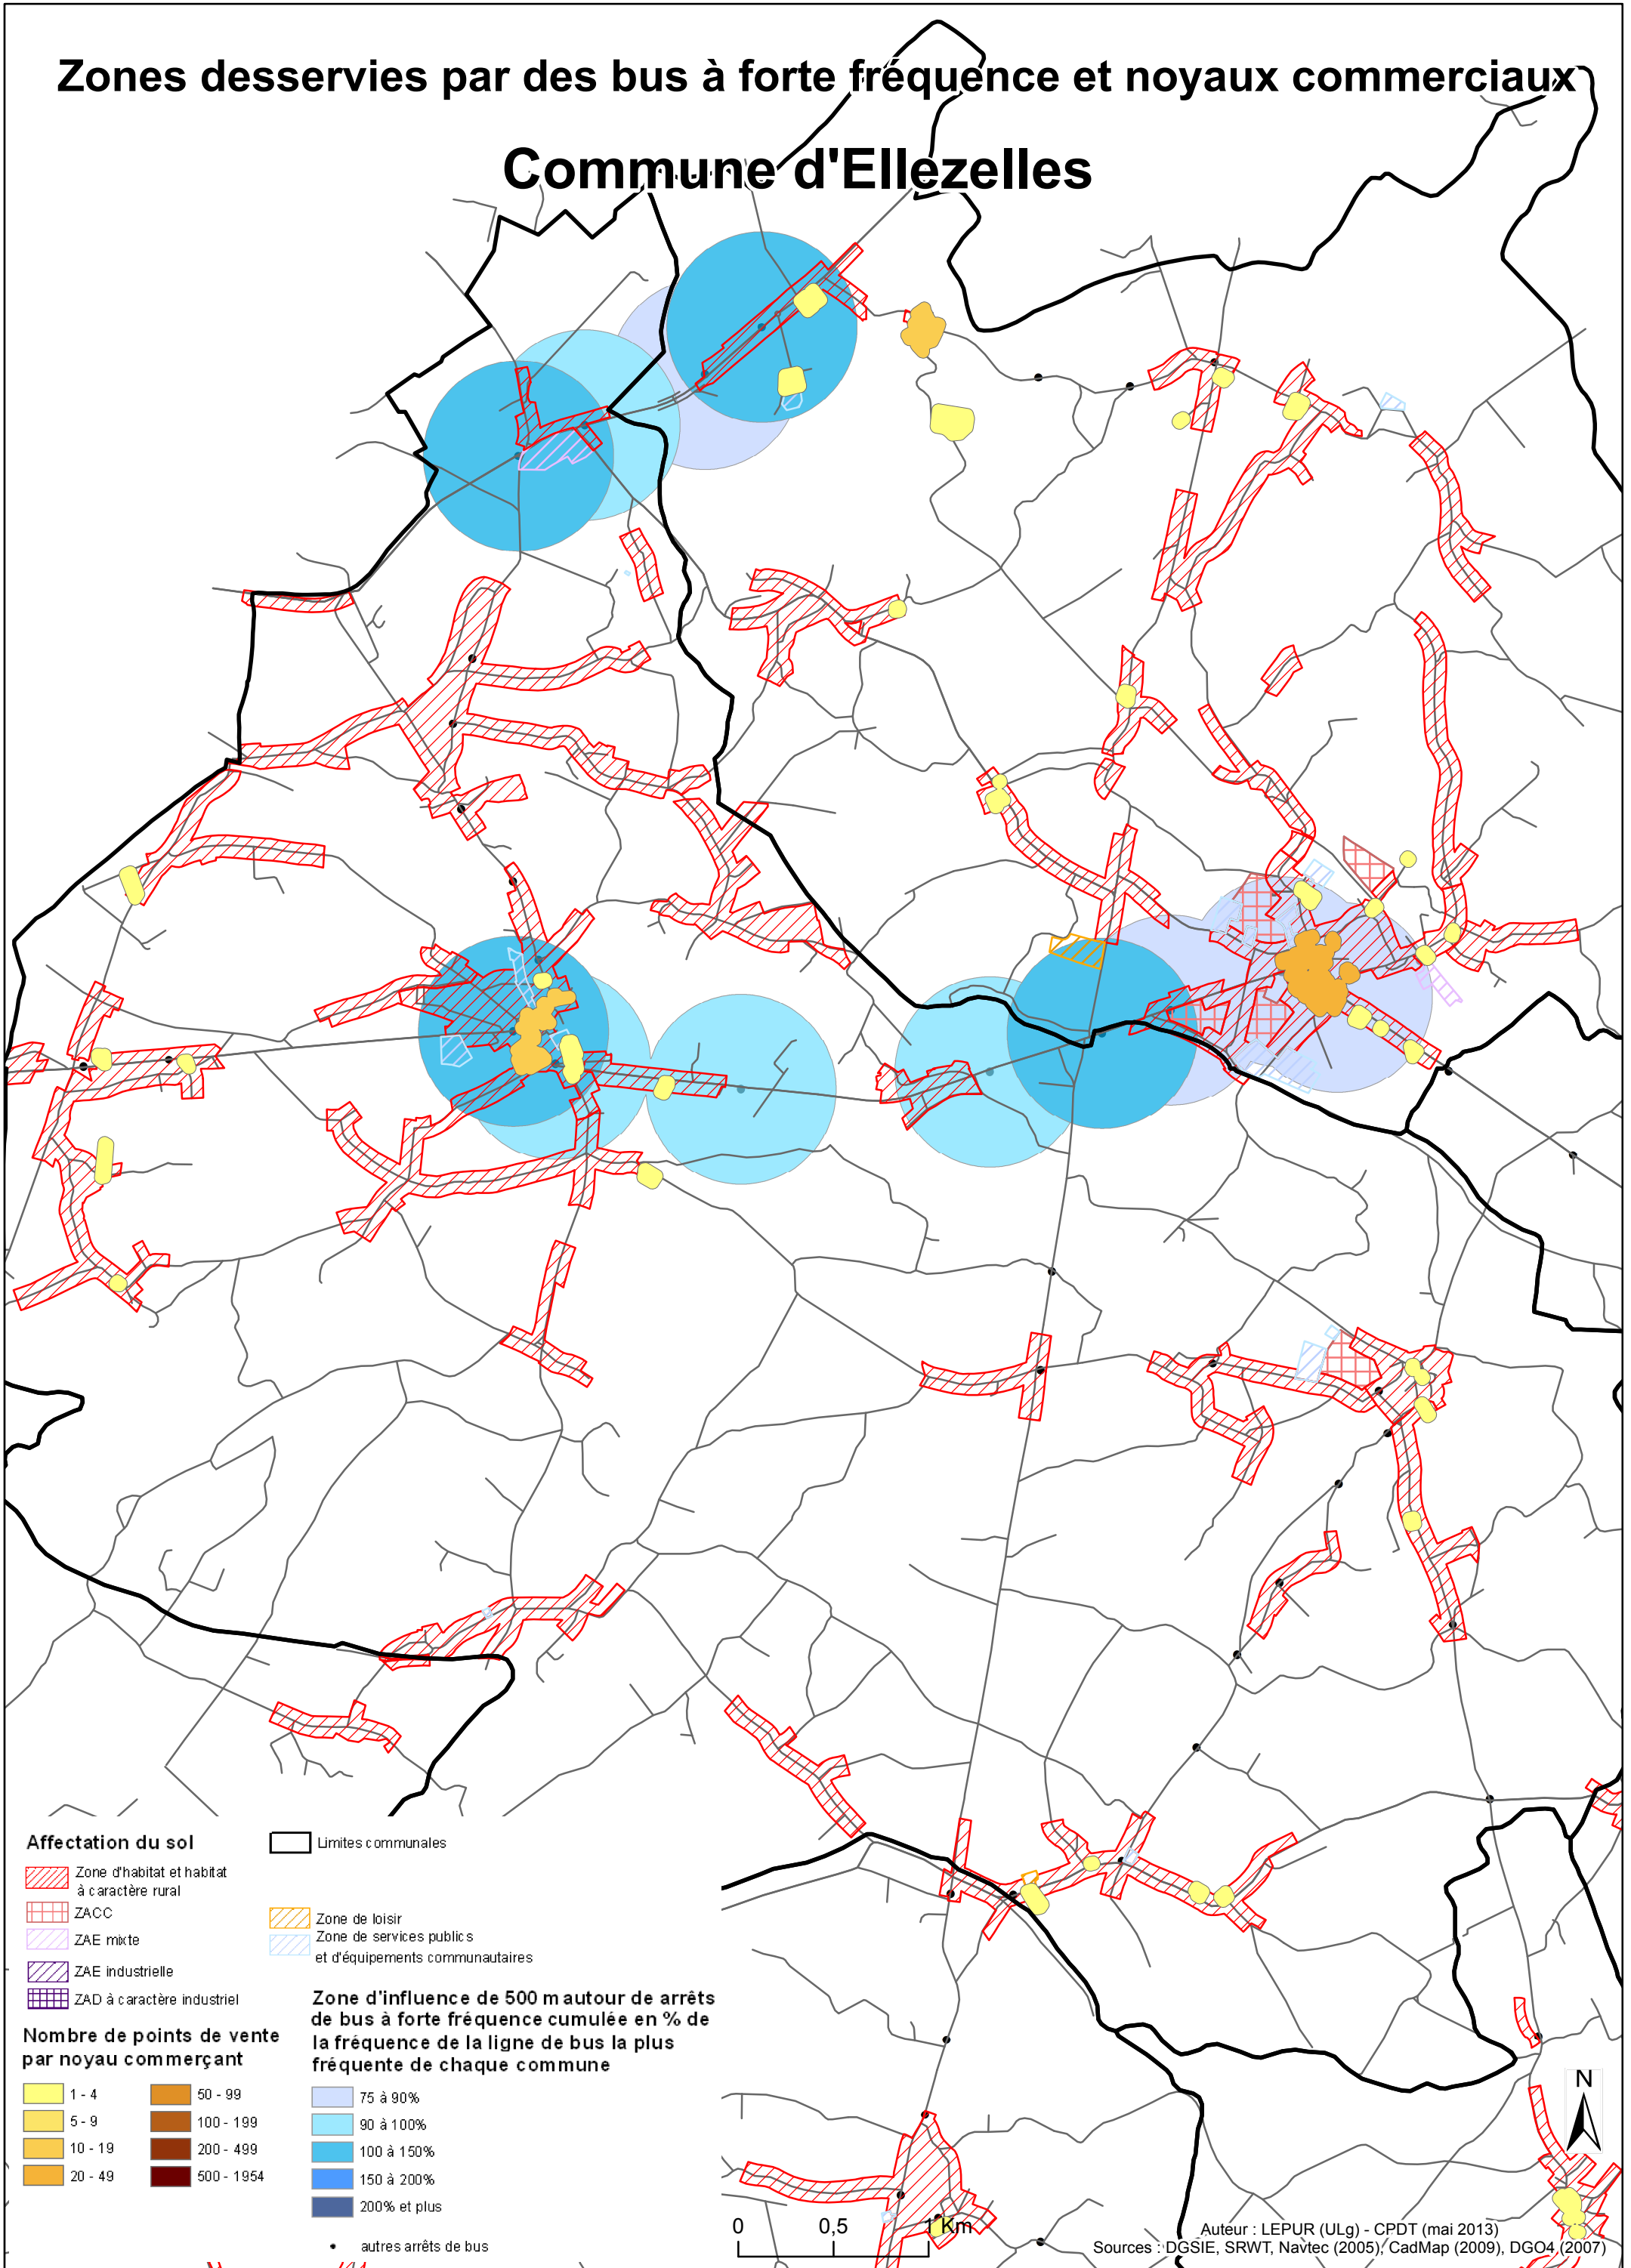 Zones desservies par des bus à forte fréquence et noyaux commerciaux
Commune d'Ellezelles
Affectation du sol
Zone d'habitat et habitat
à caractère rural
ZACC
ZAE mixte
ZAE industrielle
ZAD à caractère industriel
Limites communales
Zone de loisir
Zone de services publics
et d'équipements communautaires
Nombre de points de vente
par noyau commerçant
1 - 4
5 - 9
10 - 19
20 - 49
50 - 99
100 - 199
200 - 499
500 - 1954
Zone d'influence de 500 m autour de arrêts
de bus à forte fréquence cumulée en % de
la fréquence de la ligne de bus la plus
fréquente de chaque commune
75 à 90%
90 à 100%
100 à 150%
150 à 200%
200% et plus
autres arrêts de bus
0 0,5 1 Km
N
Auteur : LEPUR (ULg) - CPDT (mai 2013)
Sources : DGSIE, SRWT, Navtec (2005), CadMap (2009), DGO4 (2007)